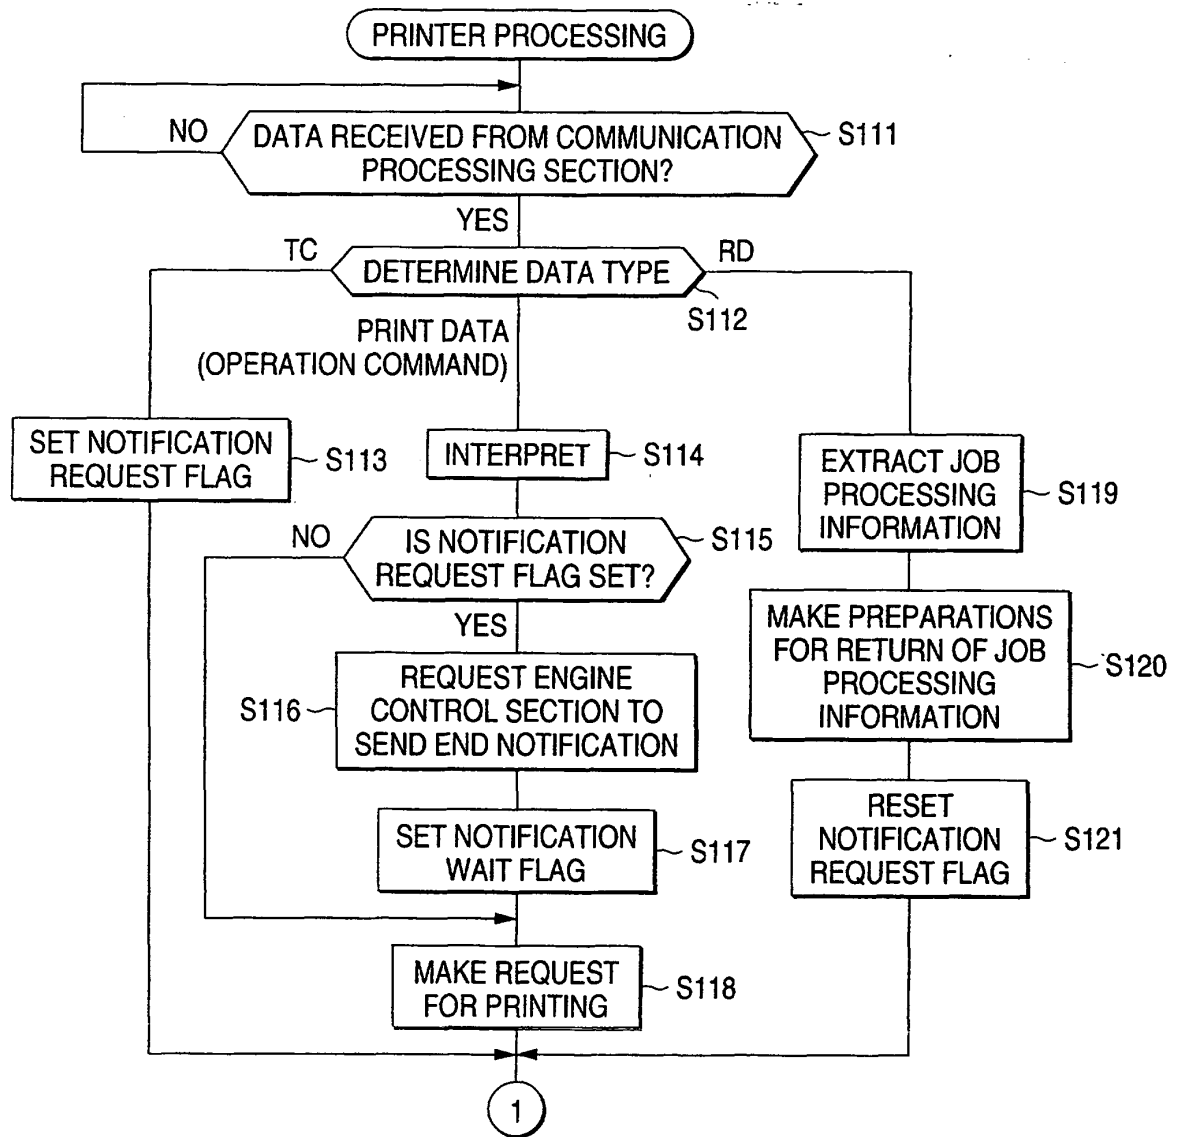 PRINTER PROCESSING
NO
DATA RECEIVED FROM COMMUNICATION
PROCESSING SECTION?
S111
YES
TC
DETERMINE DATA TYPE
RD
S112
PRINT DATA
(OPERATION COMMAND)
SET NOTIFICATION
REQUEST FLAG
S113
INTERPRET
S114
EXTRACT JOB
PROCESSING
INFORMATION
S119
NO
IS NOTIFICATION
REQUEST FLAG SET?
S115
YES
MAKE PREPARATIONS
FOR RETURN OF JOB
PROCESSING
INFORMATION
S120
S116
REQUEST ENGINE
CONTROL SECTION TO
SEND END NOTIFICATION
SET NOTIFICATION
WAIT FLAG
S117
RESET
NOTIFICATION
REQUEST FLAG
S121
MAKE REQUEST
FOR PRINTING
S118
1